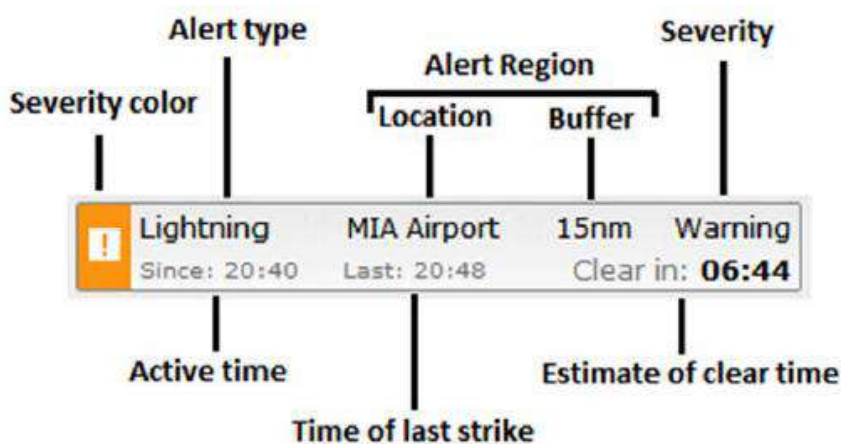 Alert type
Severity
Alert Region
Severity color
Location Buffer
! Lightning MIA Airport 15nm Warning
Since: 20:40 Last: 20:48 Clear in: 06:44
Active time
Estimate of clear time
Time of last strike